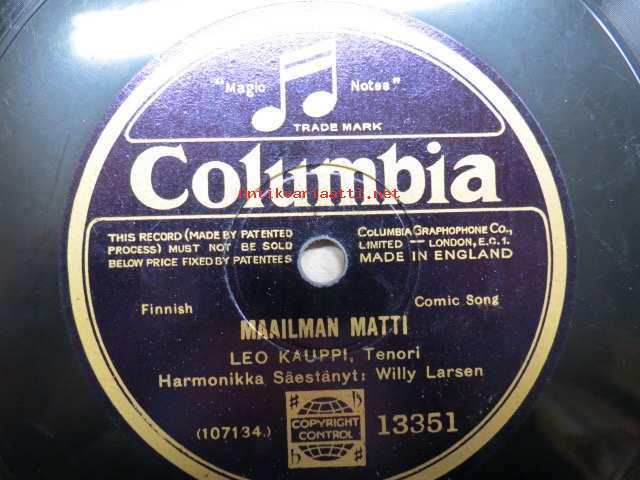 "Magic Notes"
TRADE MARK
Columbia
Antikvariaatti.net
THIS RECORD (MADE BY PATENTED
PROCESS) MUST NOT BE SOLD
BELOW PRICE FIXED BY PATENTEES
COLUMBIA GRAPHOPHONE CO.,
LIMITED -- LONDON, E.C.1.
MADE IN ENGLAND
Finnish
Comic Song
MAAILMAN MATTI
LEO KAUPPI, Tenori
Harmonikka Säestänyt: Willy Larsen
(107134.)
COPYRIGHT
CONTROL
13351